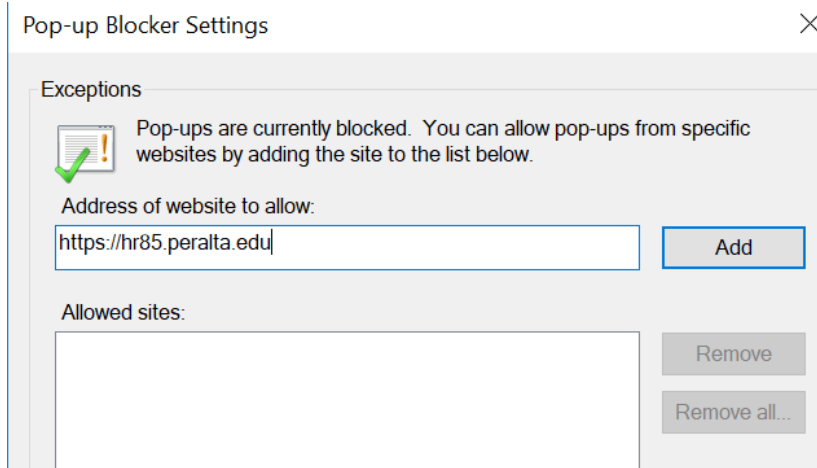 Pop-up Blocker Settings
Exceptions
Pop-ups are currently blocked.  You can allow pop-ups from specific
websites by adding the site to the list below.
Address of website to allow:
https://hr85.peralta.edu
Add
Allowed sites:
Remove
Remove all...